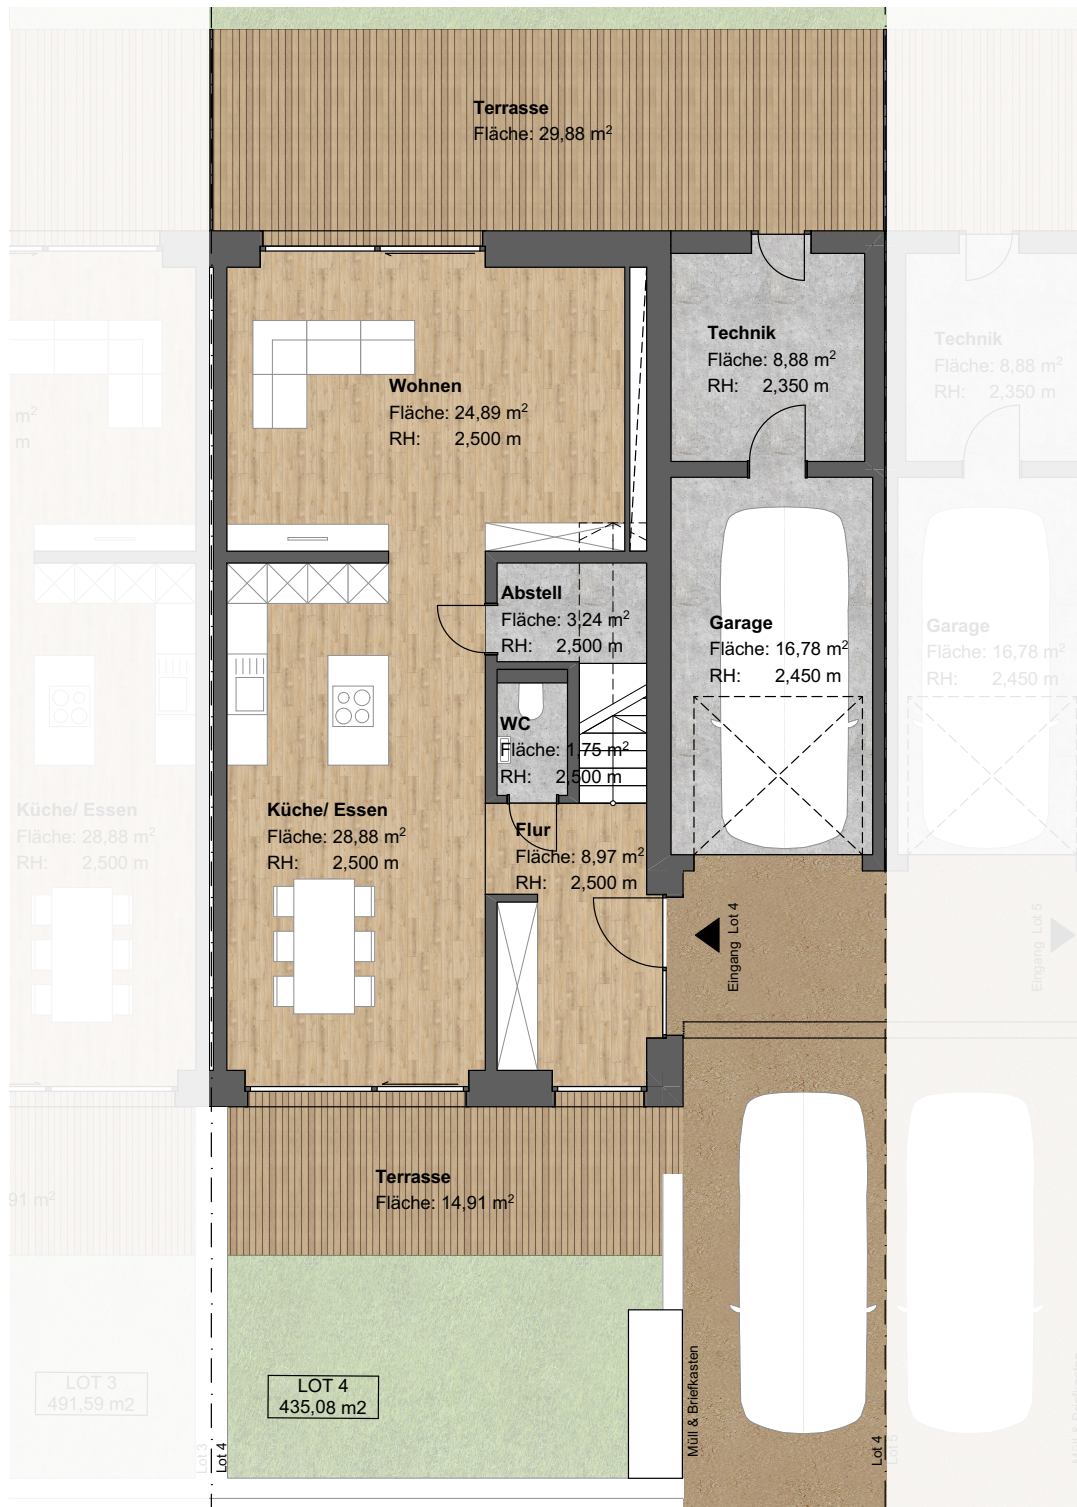 Terrasse
Fläche: 29,88 m²
Technik
Fläche: 8,88 m²
RH: 2,350 m
Technik
Fläche: 8,88 m²
RH: 2,350 m
Wohnen
Fläche: 24,89 m²
RH: 2,500 m
m²
m
Abstell
Fläche: 3,24 m²
RH: 2,500 m
Garage
Fläche: 16,78 m²
RH: 2,450 m
Garage
Fläche: 16,78 m²
RH: 2,450 m
WC
Fläche: 1,75 m²
RH: 2,500 m
Küche/ Essen
Fläche: 28,88 m²
RH: 2,500 m
Küche/ Essen
Fläche: 28,88 m²
RH: 2,500 m
Flur
Fläche: 8,97 m²
RH: 2,500 m
Eingang Lot 4
Eingang Lot 5
Terrasse
Fläche: 14,91 m²
91 m²
Müll & Briefkasten
LOT 3
491,59 m2
LOT 4
435,08 m2
Lot 3
Lot 4
Lot 4
Lot 5